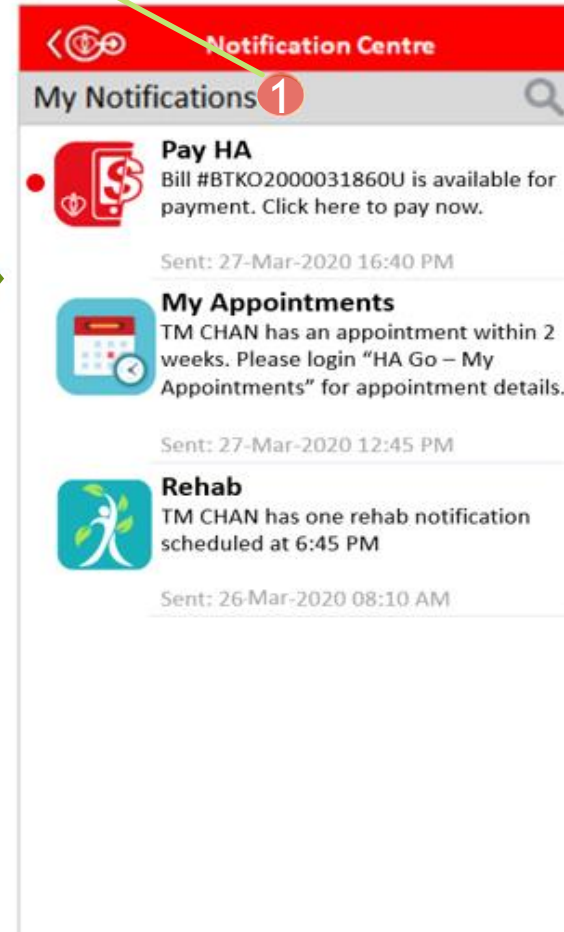 Notification Centre
My Notifications 1
Pay HA
Bill #BTKO2000031860U is available for
payment. Click here to pay now.
Sent: 27-Mar-2020 16:40 PM
My Appointments
TM CHAN has an appointment within 2
weeks. Please login “HA Go – My
Appointments” for appointment details.
Sent: 27-Mar-2020 12:45 PM
Rehab
TM CHAN has one rehab notification
scheduled at 6:45 PM
Sent: 26-Mar-2020 08:10 AM